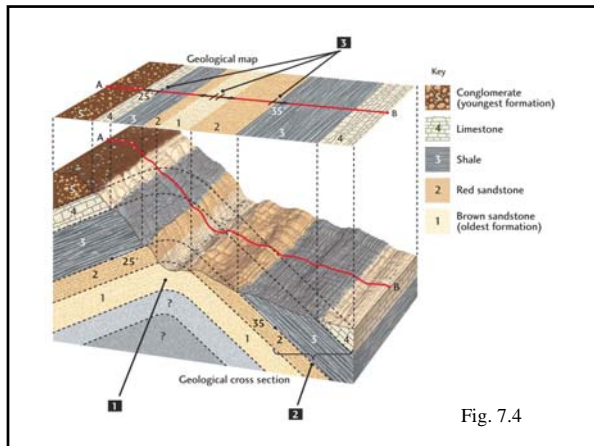 3
Geological map
A
25
35
B
5
4
3
2
1
2
3
4
A
5
4
3
2
25
1
?
?
35
2
3
4
1
B
1
Geological cross section
2
Key
Conglomerate
(youngest formation)
4 Limestone
3 Shale
2 Red sandstone
1 Brown sandstone
(oldest formation)
Fig. 7.4